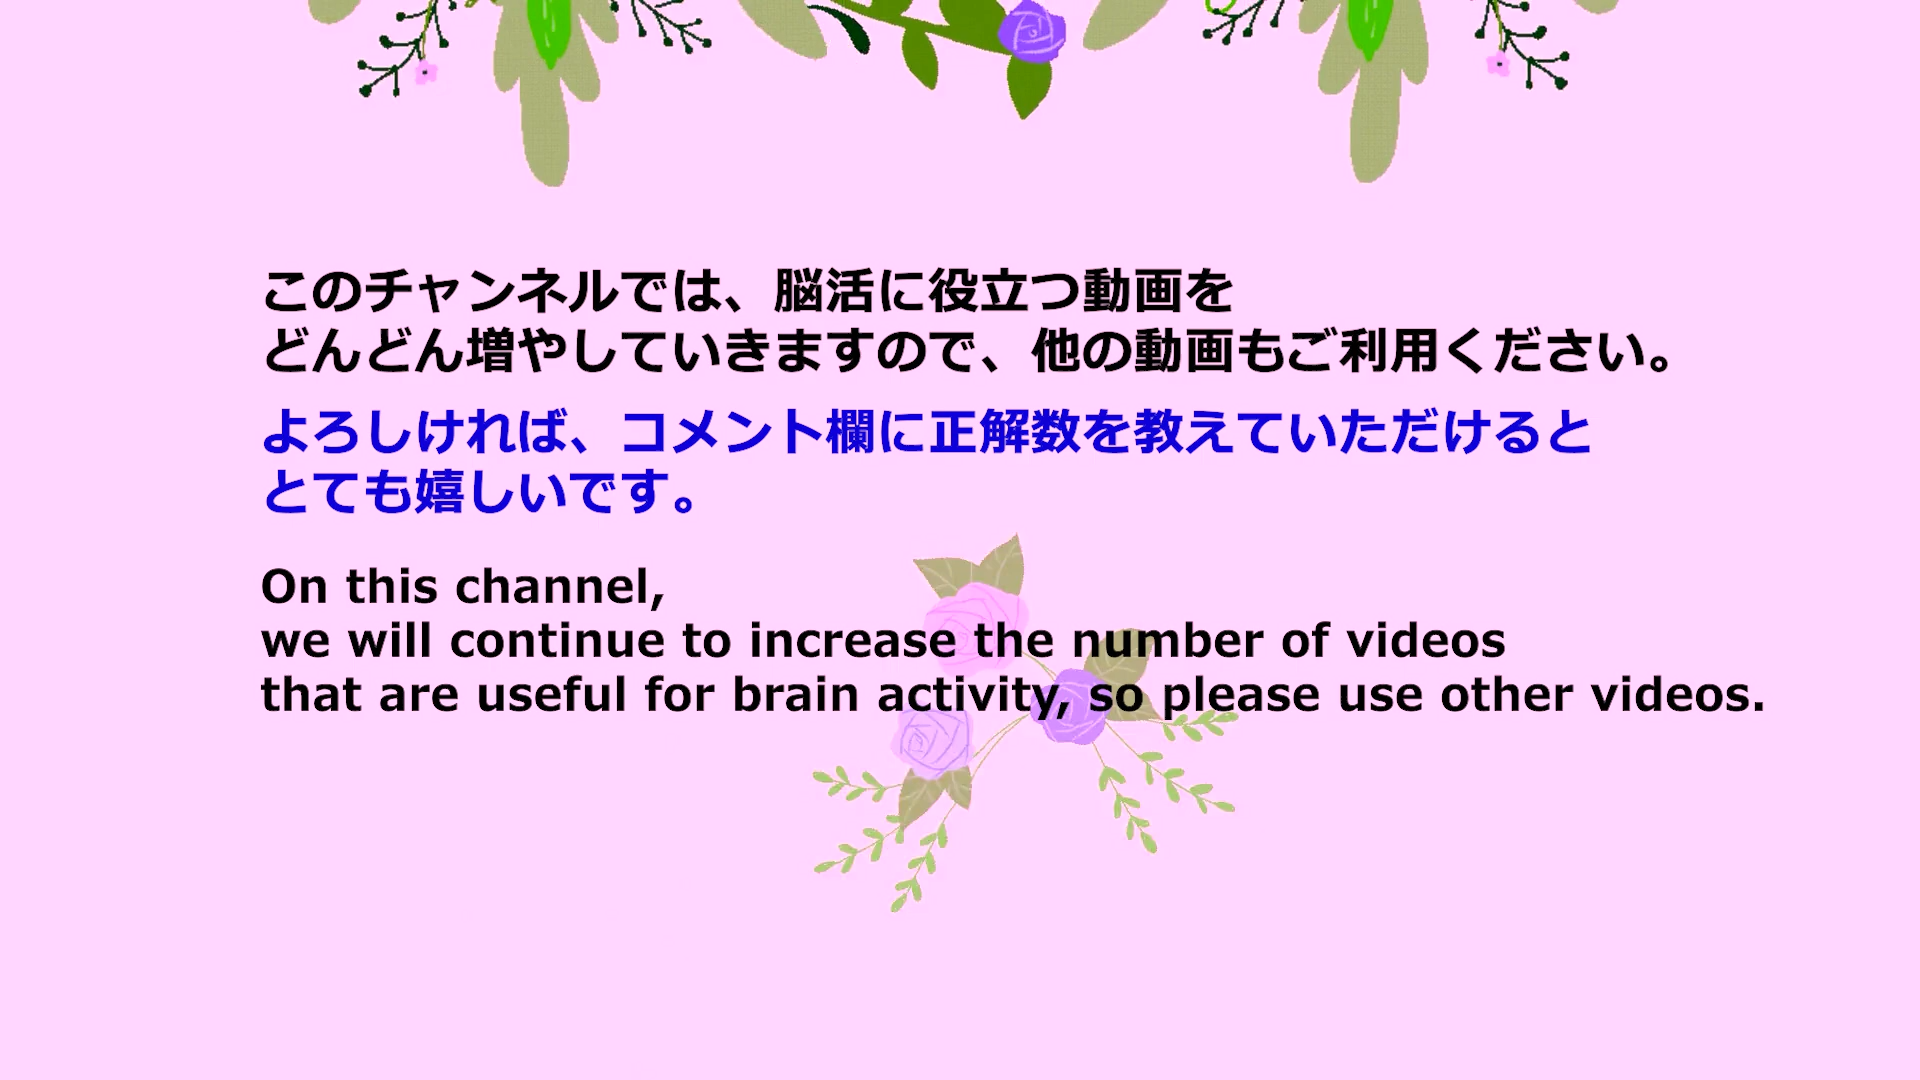 このチャンネルでは、脳活に役立つ動画を
どんどん増やしていきますので、他の動画もご利用ください。
よろしければ、コメント欄に正解数を教えていただけると
とても嬉しいです。
On this channel,
we will continue to increase the number of videos
that are useful for brain activity, so please use other videos.